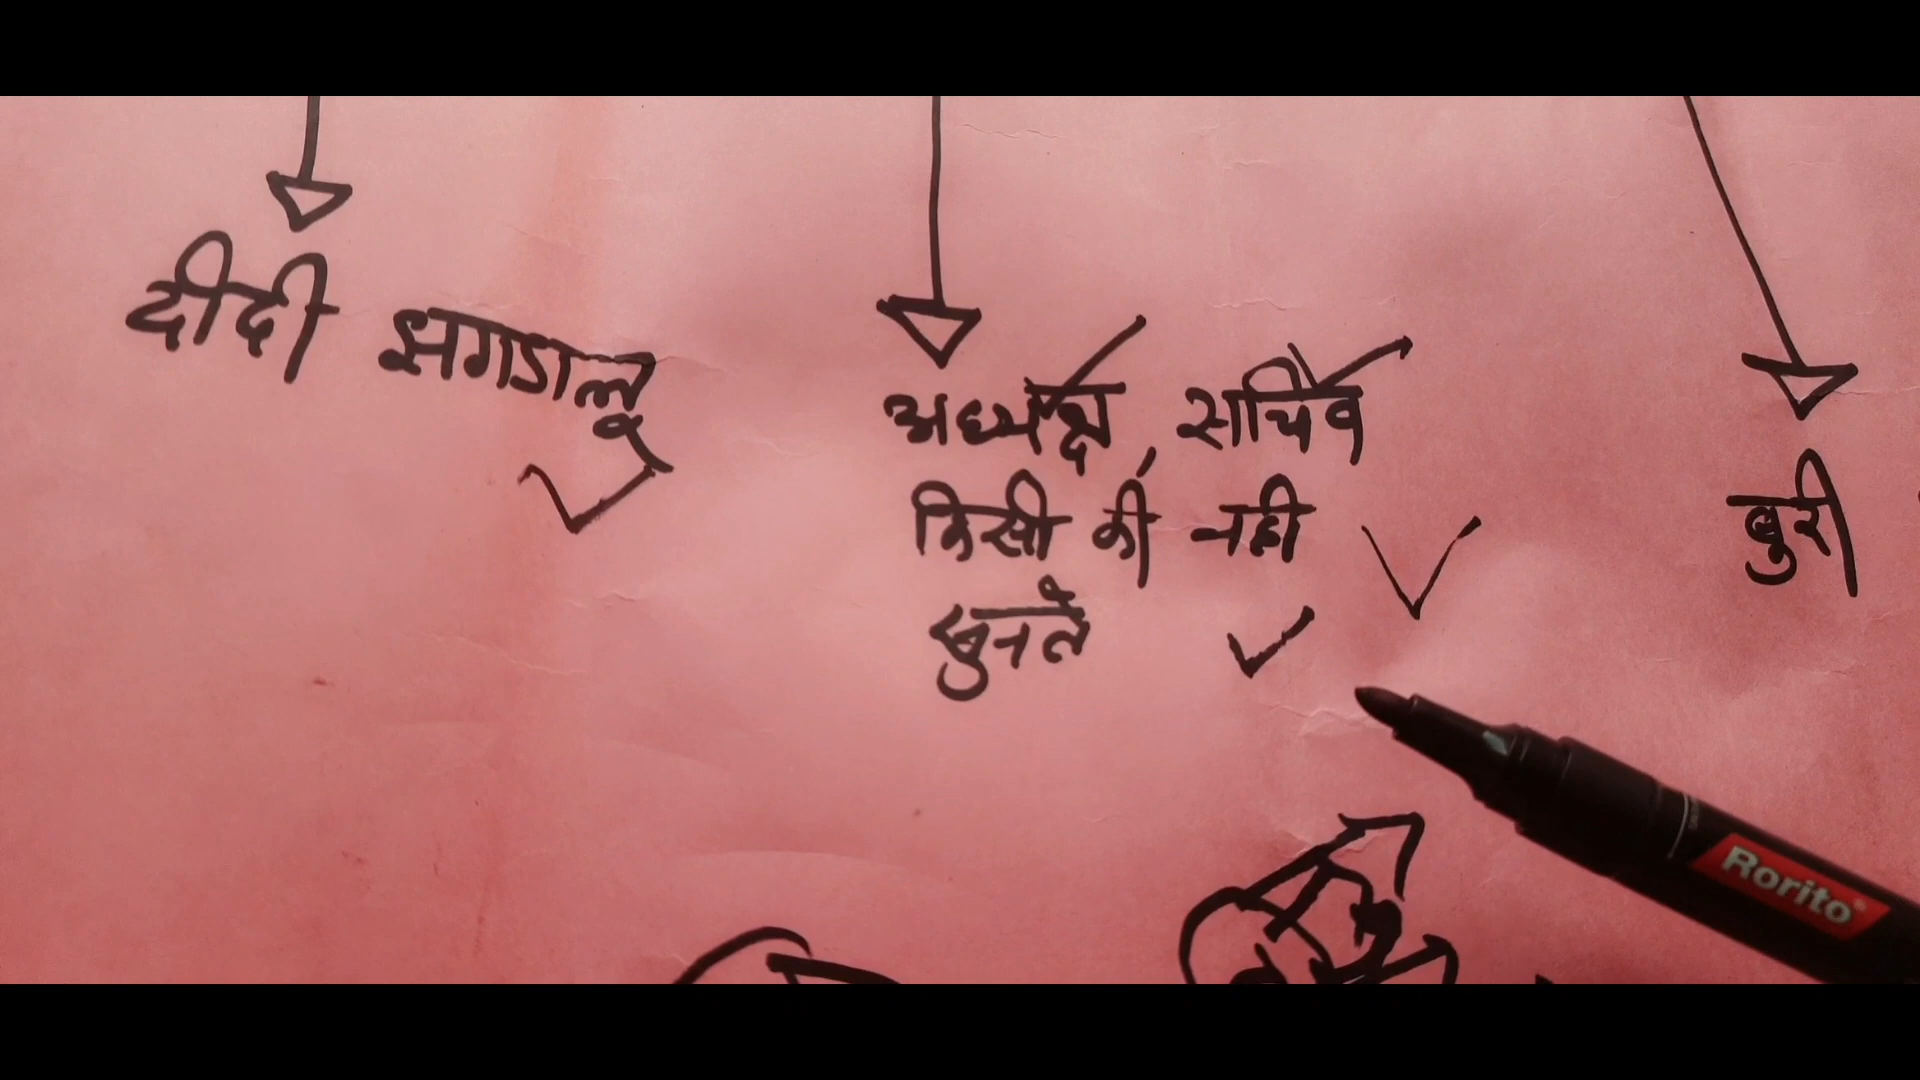 दीदी झगडालू
अध्यक्ष, सचिव
किसी की नही
सुनते
बुरी
Rorito